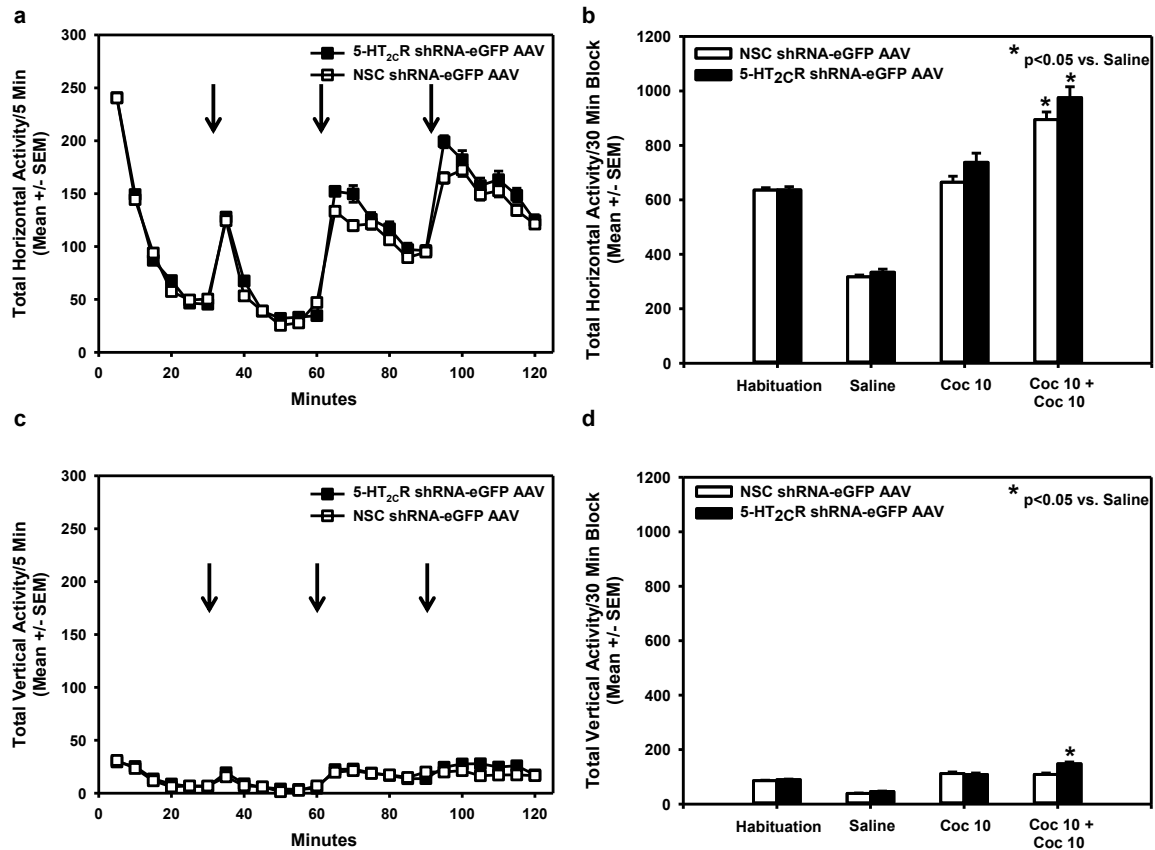 a
300
250
200
150
100
50
0
Total Horizontal Activity/5 Min
(Mean +/- SEM)
5-HT2CR shRNA-eGFP AAV
NSC shRNA-eGFP AAV
0 20 40 60 80 100 120
Minutes
b
1200
1000
800
600
400
200
0
Total Horizontal Activity/30 Min Block
(Mean +/- SEM)
NSC shRNA-eGFP AAV
5-HT2CR shRNA-eGFP AAV
* p<0.05 vs. Saline
*
*
Habituation Saline Coc 10 Coc 10 +
Coc 10
c
300
250
200
150
100
50
0
Total Vertical Activity/5 Min
(Mean +/- SEM)
5-HT2CR shRNA-eGFP AAV
NSC shRNA-eGFP AAV
0 20 40 60 80 100 120
Minutes
d
1200
1000
800
600
400
200
0
Total Vertical Activity/30 Min Block
(Mean +/- SEM)
NSC shRNA-eGFP AAV
5-HT2CR shRNA-eGFP AAV
* p<0.05 vs. Saline
*
Habituation Saline Coc 10 Coc 10 +
Coc 10